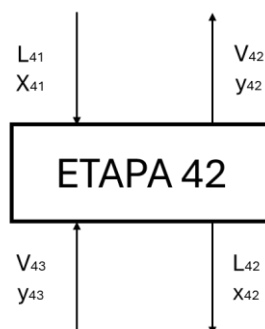 L₄₁ V₄₂
X₄₁ y₄₂
ETAPA 42
V₄₃ L₄₂
y₄₃ x₄₂